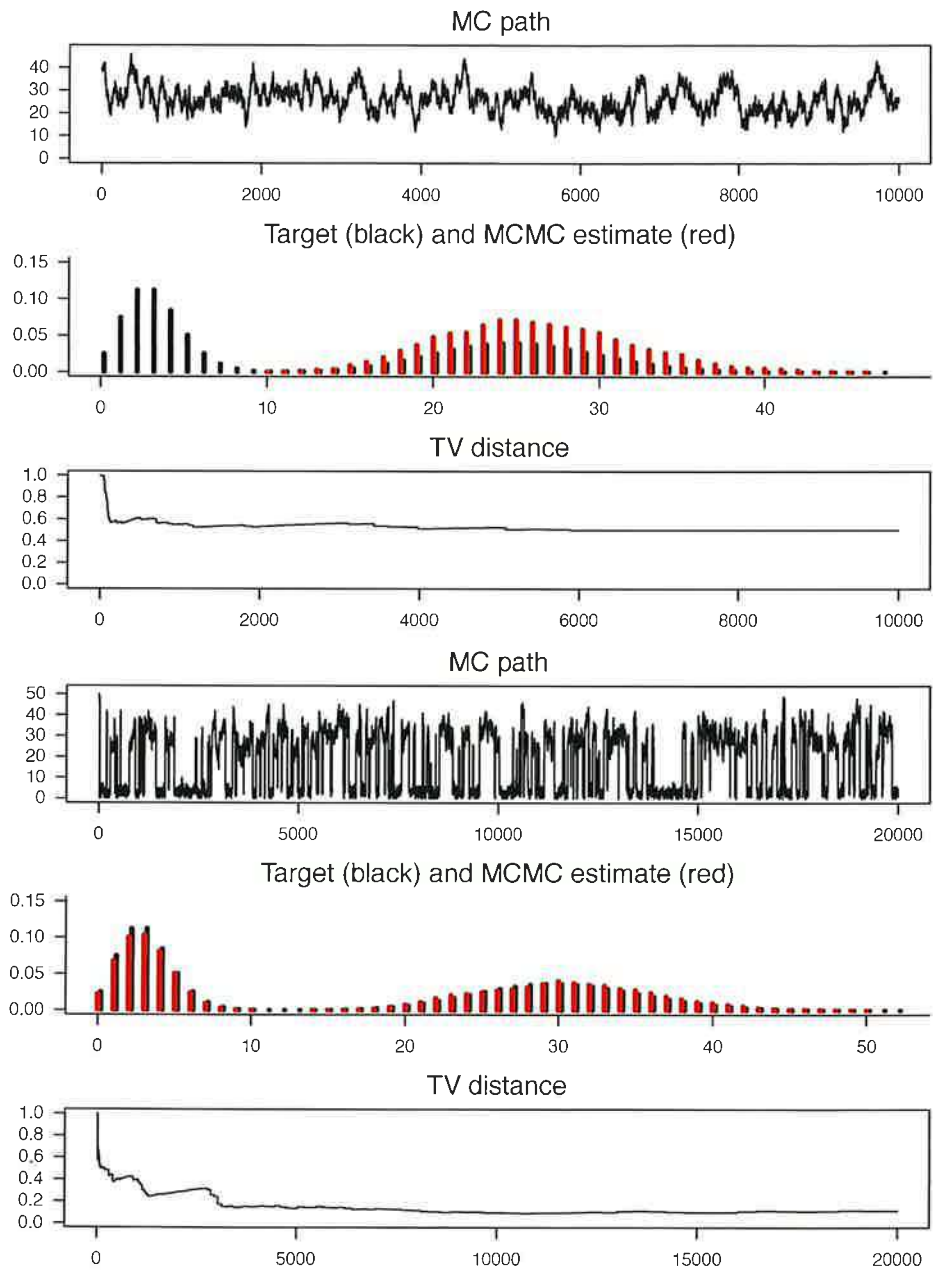 MC path
40
30
20
10
0
0 2000 4000 6000 8000 10000
Target (black) and MCMC estimate (red)
0.15
0.10
0.05
0.00
0 10 20 30 40
TV distance
1.0
0.8
0.6
0.4
0.2
0.0
0 2000 4000 6000 8000 10000
MC path
50
40
30
20
10
0
0 5000 10000 15000 20000
Target (black) and MCMC estimate (red)
0.15
0.10
0.05
0.00
0 10 20 30 40 50
TV distance
1.0
0.8
0.6
0.4
0.2
0.0
0 5000 10000 15000 20000